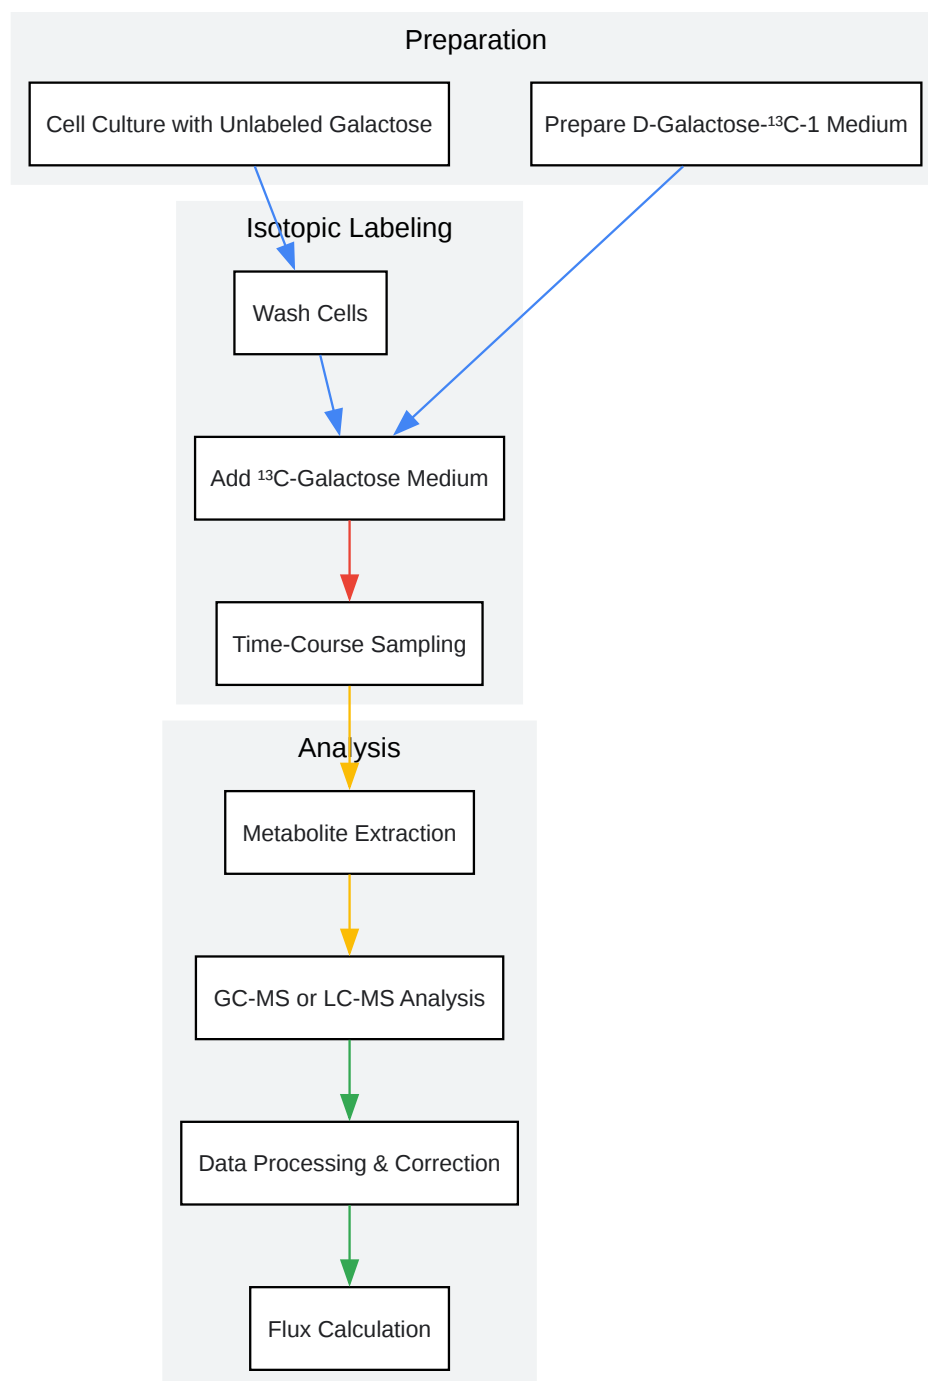 Preparation
Cell Culture with Unlabeled Galactose
Prepare D-Galactose-¹³C-1 Medium
Isotopic Labeling
Wash Cells
Add ¹³C-Galactose Medium
Time-Course Sampling
Analysis
Metabolite Extraction
GC-MS or LC-MS Analysis
Data Processing & Correction
Flux Calculation